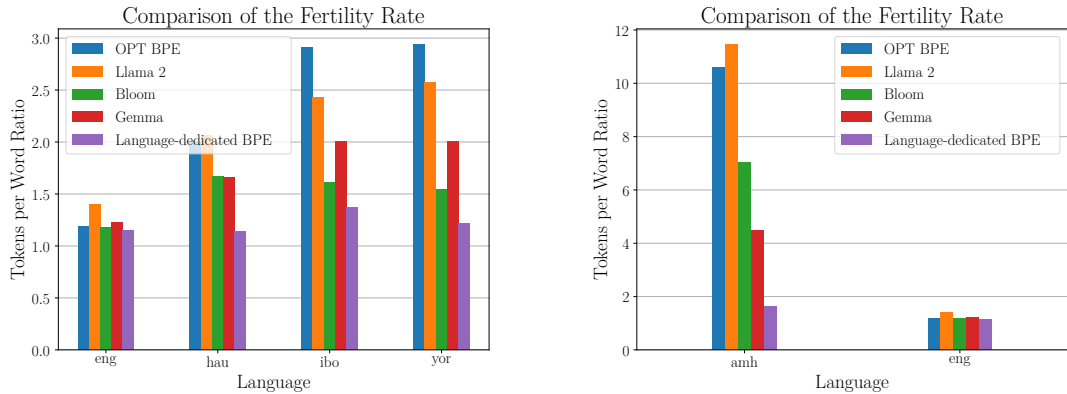 Comparison of the Fertility Rate
Tokens per Word Ratio
3.0
2.5
2.0
1.5
1.0
0.5
0.0
OPT BPE
Llama 2
Bloom
Gemma
Language-dedicated BPE
eng
hau
ibo
yor
Language
Comparison of the Fertility Rate
Tokens per Word Ratio
12
10
8
6
4
2
0
OPT BPE
Llama 2
Bloom
Gemma
Language-dedicated BPE
amh
eng
Language